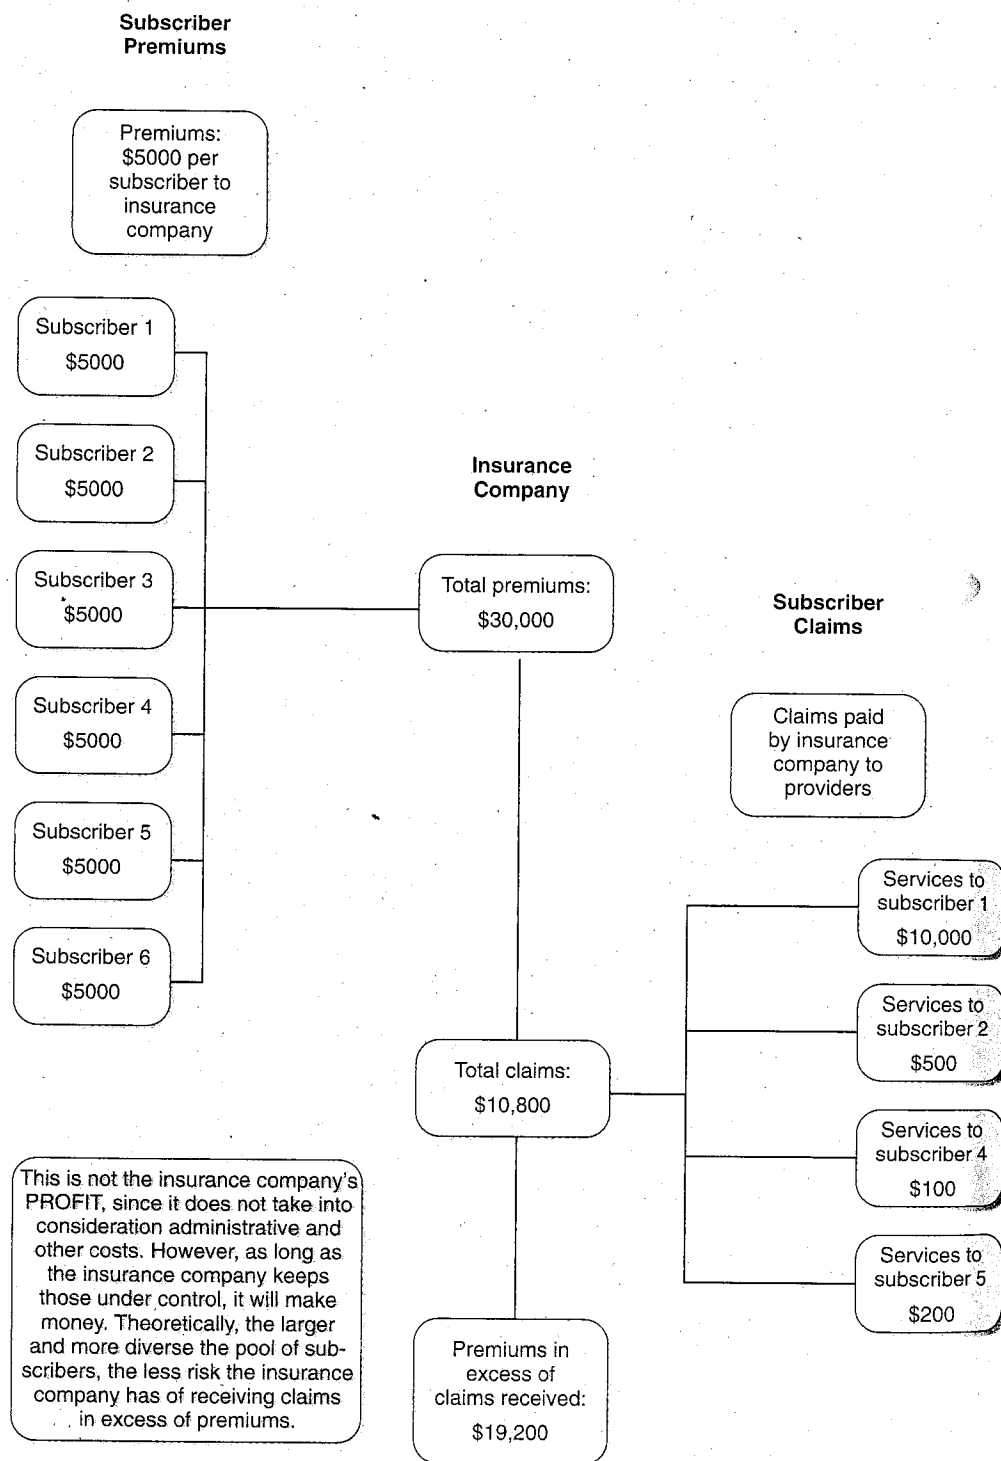 Subscriber
Premiums
Premiums:
$5000 per
subscriber to
insurance
company
Subscriber 1
$5000
Subscriber 2
$5000
Subscriber 3
$5000
Subscriber 4
$5000
Subscriber 5
$5000
Subscriber 6
$5000
Insurance
Company
Total premiums:
$30,000
Subscriber
Claims
Claims paid
by insurance
company to
providers
Services to
subscriber 1
$10,000
Services to
subscriber 2
$500
Services to
subscriber 4
$100
Services to
subscriber 5
$200
Total claims:
$10,800
Premiums in
excess of
claims received:
$19,200
This is not the insurance company's
PROFIT, since it does not take into
consideration administrative and
other costs. However, as long as
the insurance company keeps
those under control, it will make
money. Theoretically, the larger
and more diverse the pool of sub-
scribers, the less risk the insurance
company has of receiving claims
in excess of premiums.